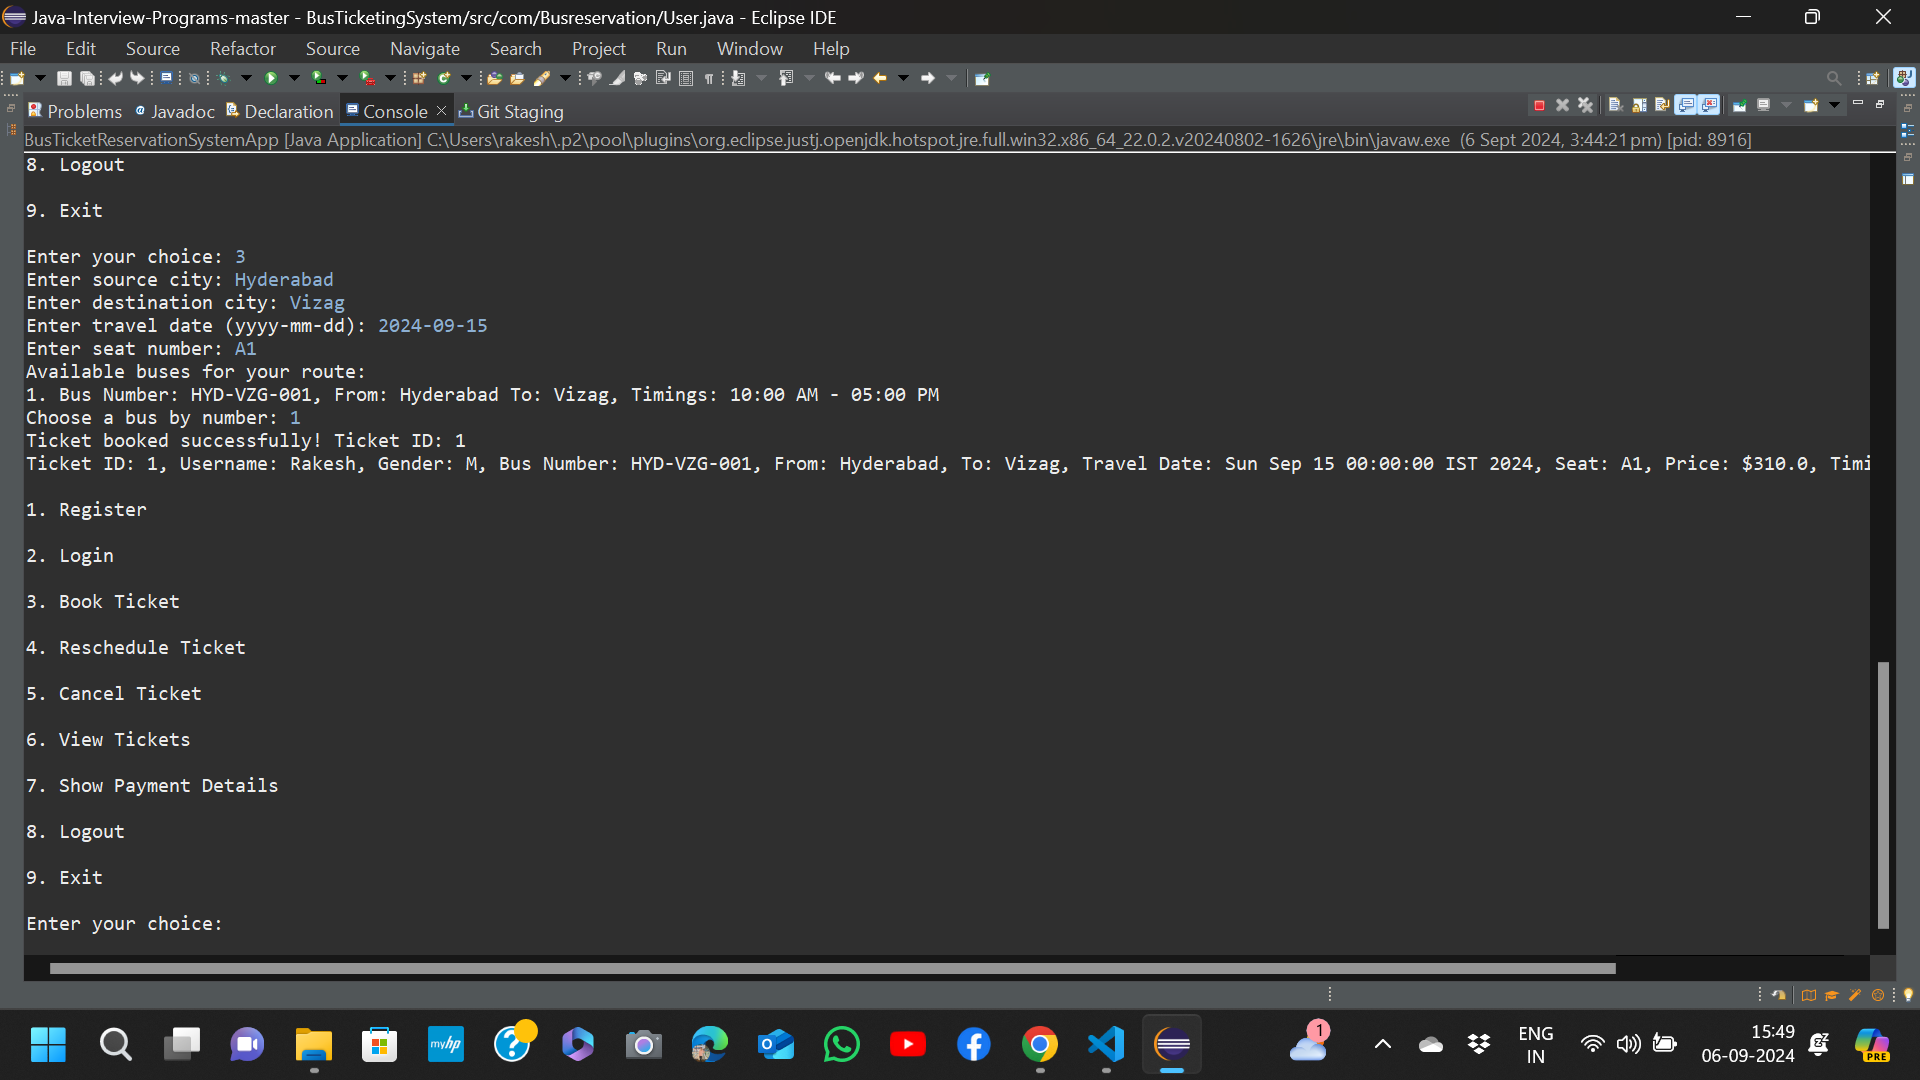 Java-Interview-Programs-master - BusTicketingSystem/src/com/Busreservation/User.java - Eclipse IDE
File Edit Source Refactor Source Navigate Search Project Run Window Help
Problems Javadoc Declaration Console Git Staging
BusTicketReservationSystemApp [Java Application] C:\Users\rakesh\.p2\pool\plugins\org.eclipse.justj.openjdk.hotspot.jre.full.win32.x86_64_22.0.2.v20240802-1626\jre\bin\javaw.exe (6 Sept 2024, 3:44:21 pm) [pid: 8916]
8. Logout
9. Exit
Enter your choice: 3
Enter source city: Hyderabad
Enter destination city: Vizag
Enter travel date (yyyy-mm-dd): 2024-09-15
Enter seat number: A1
Available buses for your route:
1. Bus Number: HYD-VZG-001, From: Hyderabad To: Vizag, Timings: 10:00 AM - 05:00 PM
Choose a bus by number: 1
Ticket booked successfully! Ticket ID: 1
Ticket ID: 1, Username: Rakesh, Gender: M, Bus Number: HYD-VZG-001, From: Hyderabad, To: Vizag, Travel Date: Sun Sep 15 00:00:00 IST 2024, Seat: A1, Price: $310.0, Timi
1. Register
2. Login
3. Book Ticket
4. Reschedule Ticket
5. Cancel Ticket
6. View Tickets
7. Show Payment Details
8. Logout
9. Exit
Enter your choice:
myhp
1
ENG
IN
15:49
06-09-2024
PRE